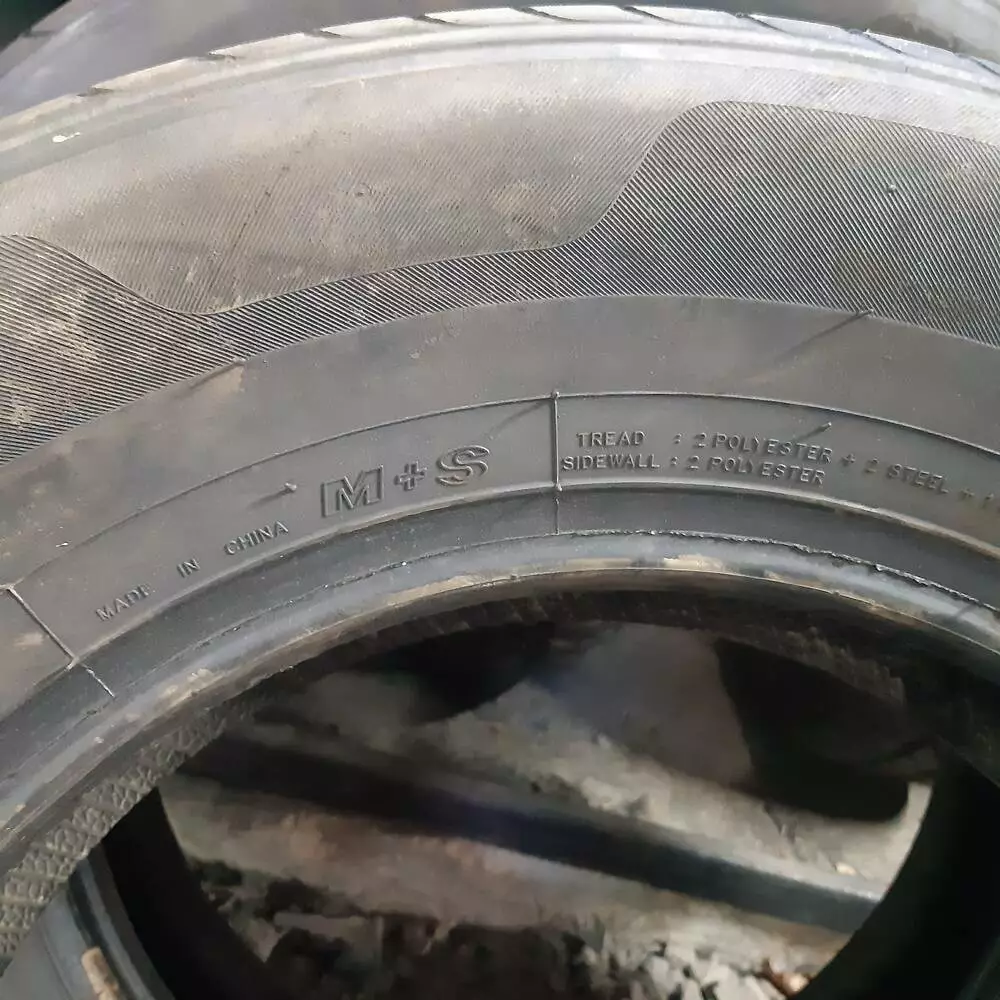 MADE IN CHINA
M+S
TREAD : 2 POLYESTER + 2 STEEL +
SIDEWALL : 2 POLYESTER